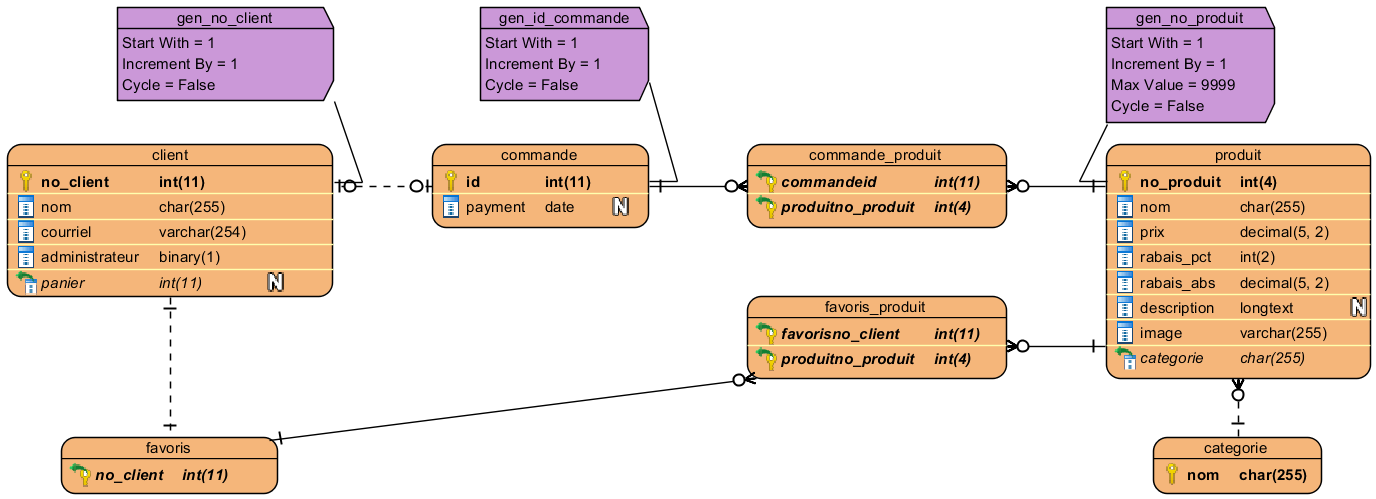 gen_no_client
Start With = 1
Increment By = 1
Cycle = False
gen_id_commande
Start With = 1
Increment By = 1
Cycle = False
gen_no_produit
Start With = 1
Increment By = 1
Max Value = 9999
Cycle = False
client
no_client int(11)
nom char(255)
courriel varchar(254)
administrateur binary(1)
panier int(11) N
commande
id int(11)
payment date N
commande_produit
commandeid int(11)
produitno_produit int(4)
produit
no_produit int(4)
nom char(255)
prix decimal(5, 2)
rabais_pct int(2)
rabais_abs decimal(5, 2)
description longtext N
image varchar(255)
categorie char(255)
favoris_produit
favorisno_client int(11)
produitno_produit int(4)
favoris
no_client int(11)
categorie
nom char(255)